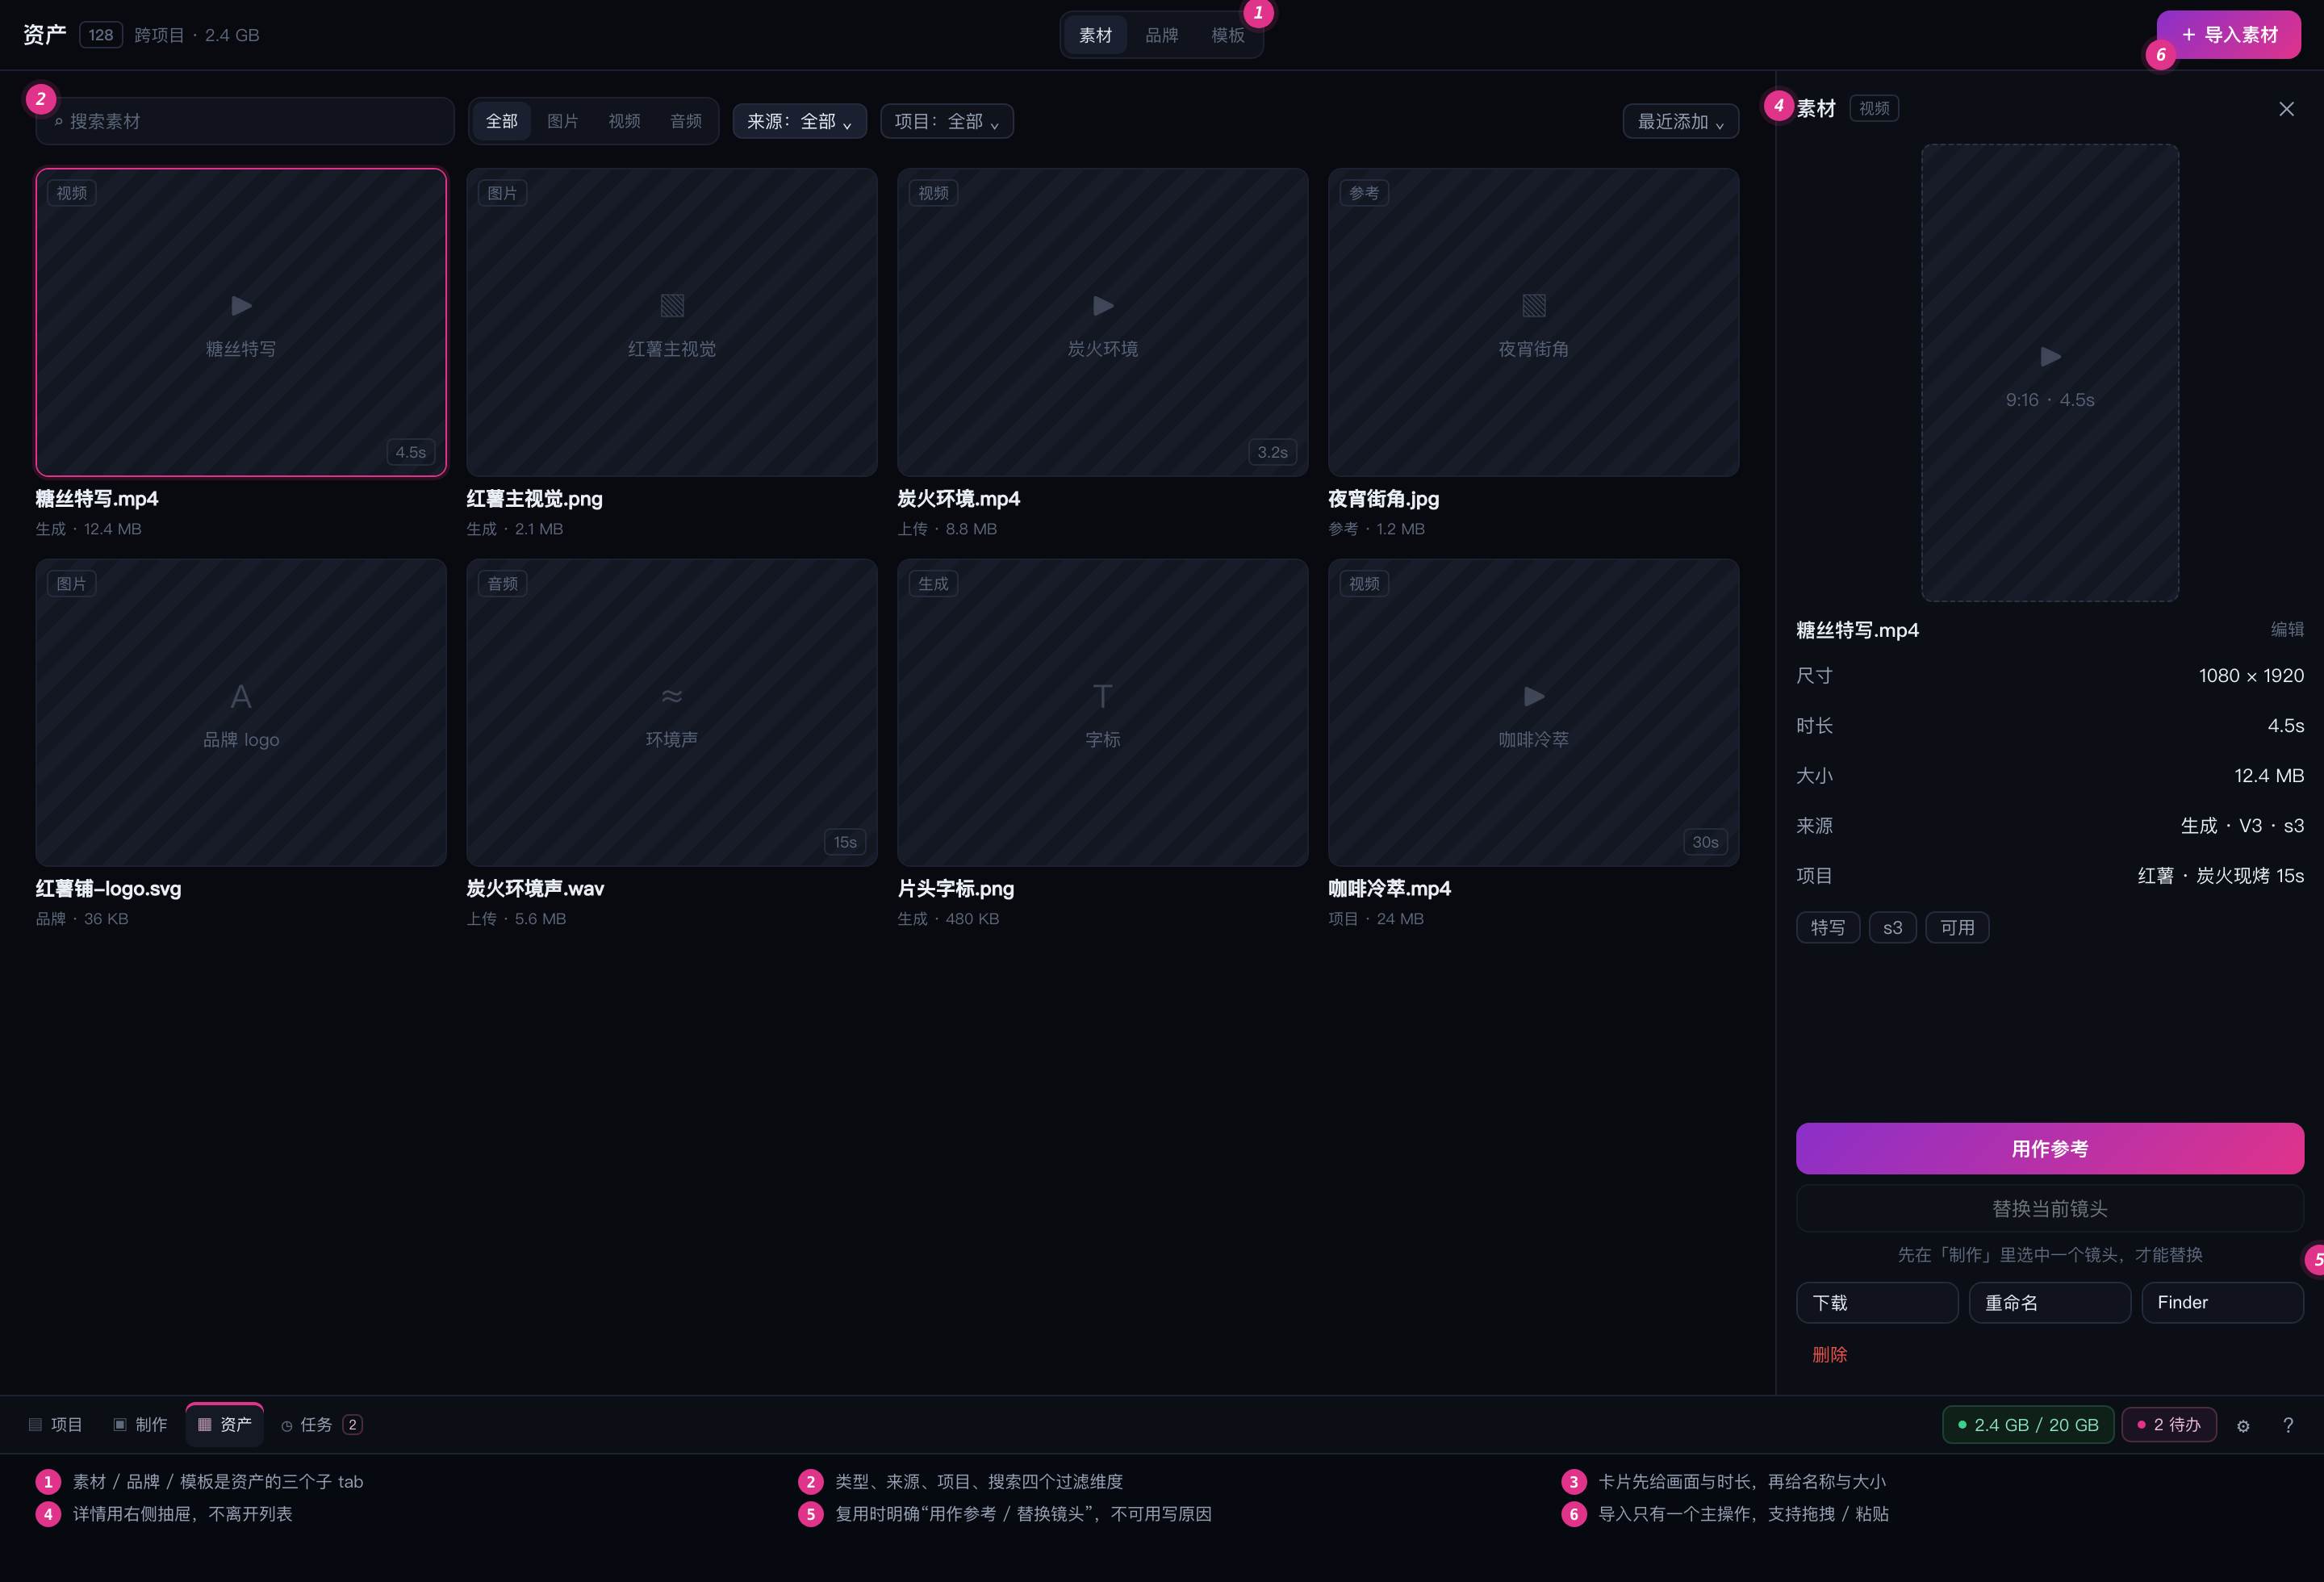 资产 128 跨项目 · 2.4 GB
素材 品牌 模板 1
+ 导入素材 6
2 搜索素材
全部 图片 视频 音频
来源: 全部
项目: 全部
最近添加
视频
糖丝特写
4.5s
糖丝特写.mp4
生成 · 12.4 MB
图片
红薯主视觉
红薯主视觉.png
生成 · 2.1 MB
视频
炭火环境
3.2s
炭火环境.mp4
上传 · 8.8 MB
参考
夜宵街角
夜宵街角.jpg
参考 · 1.2 MB
图片
A
品牌 logo
红薯铺-logo.svg
品牌 · 36 KB
音频
≈
环境声
15s
炭火环境声.wav
上传 · 5.6 MB
生成
T
字标
片头字标.png
生成 · 480 KB
视频
咖啡冷萃
30s
咖啡冷萃.mp4
项目 · 24 MB
4 素材 视频 ×
9:16 · 4.5s
糖丝特写.mp4 编辑
尺寸 1080 × 1920
时长 4.5s
大小 12.4 MB
来源 生成 · V3 · s3
项目 红薯 · 炭火现烤 15s
特写 s3 可用
用作参考
替换当前镜头
先在「制作」里选中一个镜头，才能替换
5
下载 重命名 Finder
删除
项目 制作 资产 任务 2
2.4 GB / 20 GB 2 待办 ?
1 素材 / 品牌 / 模板是资产的三个子 tab
2 类型、来源、项目、搜索四个过滤维度
3 卡片先给画面与时长，再给名称与大小
4 详情用右侧抽屉，不离开列表
5 复用时明确“用作参考 / 替换镜头”，不可用写原因
6 导入只有一个主操作，支持拖拽 / 粘贴